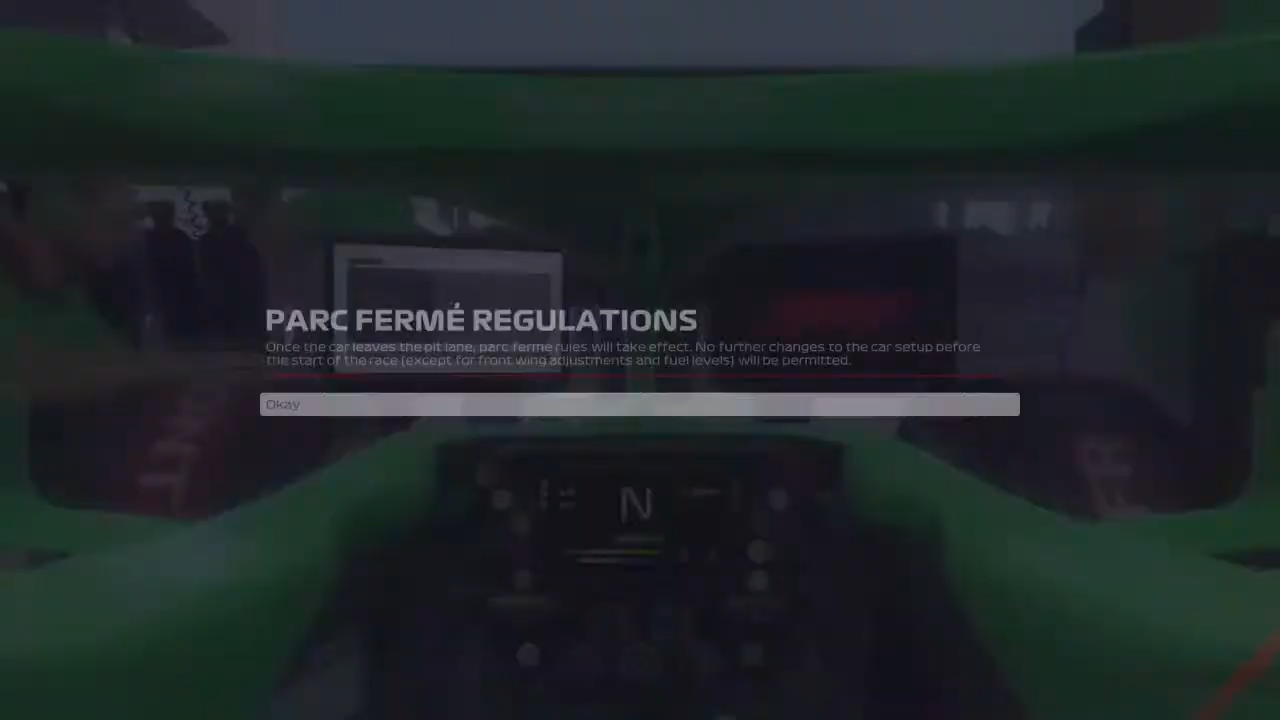 PARC FERMÉ REGULATIONS
Once the car leaves the pit lane, parc ferme rules will take effect. No further changes to the car setup before
the start of the race (except for front wing adjustments and fuel levels) will be permitted.
Okay
N